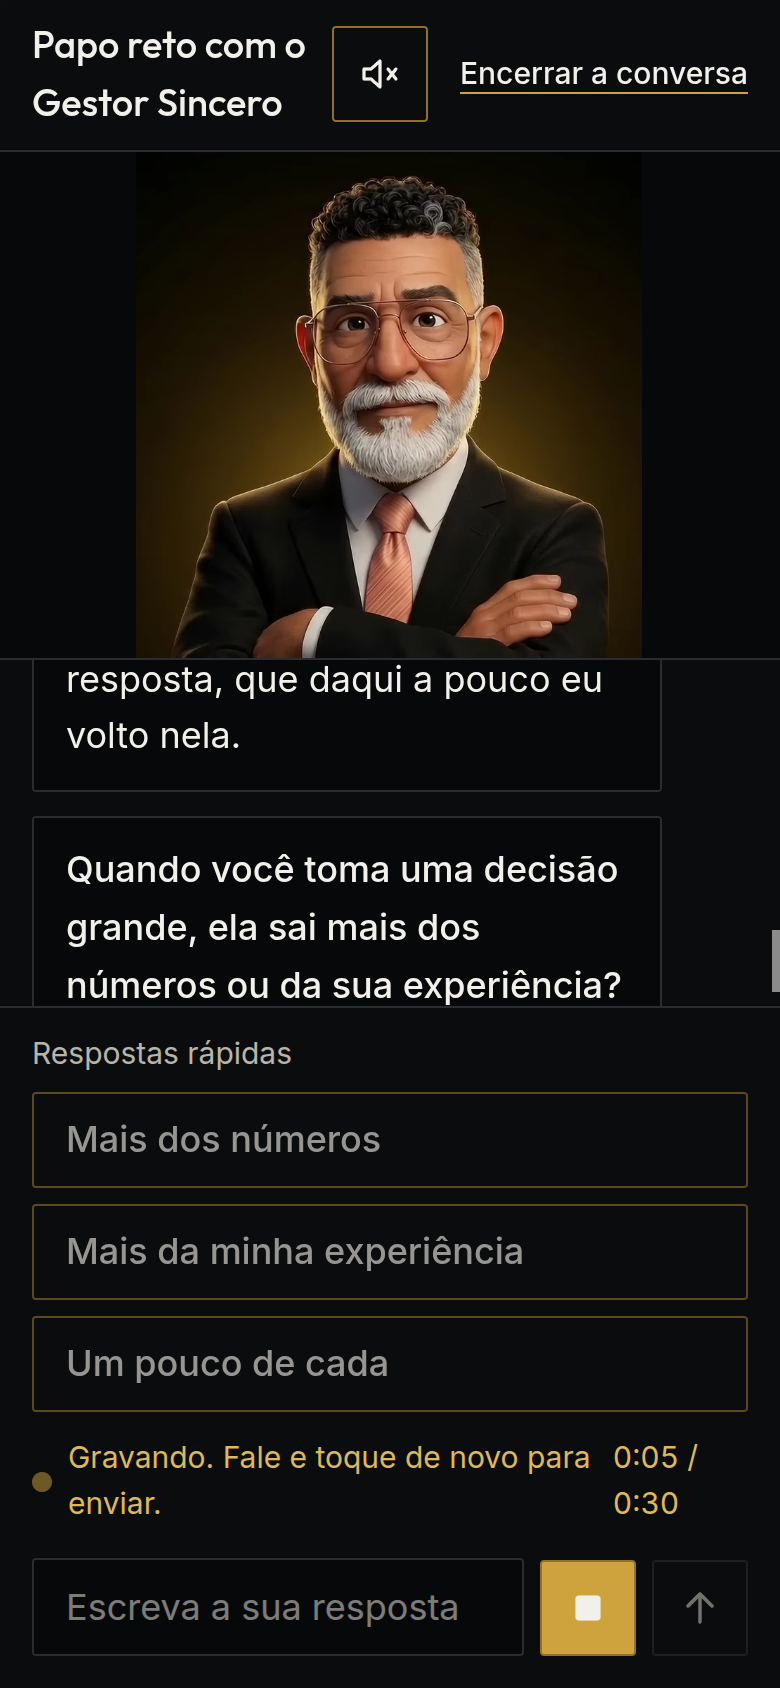 Papo reto com o
Gestor Sincero
Encerrar a conversa
resposta, que daqui a pouco eu
volto nela.
Quando você toma uma decisão
grande, ela sai mais dos
números ou da sua experiência?
Respostas rápidas
Mais dos números
Mais da minha experiência
Um pouco de cada
Gravando. Fale e toque de novo para
enviar.
0:05 /
0:30
Escreva a sua resposta